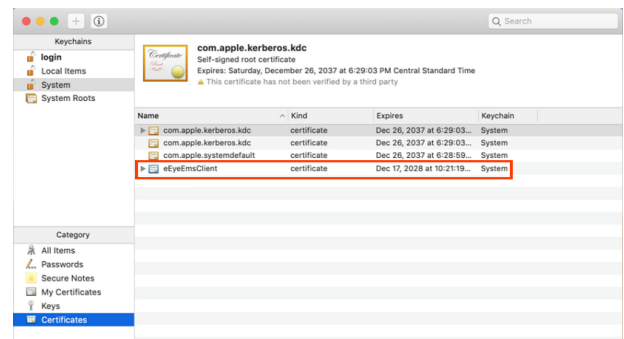 Search
Keychains
login
Local Items
System
System Roots
Certificate
com.apple.kerberos.kdc
Self-signed root certificate
Expires: Saturday, December 26, 2037 at 6:29:03 PM Central Standard Time
This certificate has not been verified by a third party
Name Kind Expires Keychain
com.apple.kerberos.kdc certificate Dec 26, 2037 at 6:29:03... System
com.apple.kerberos.kdc certificate Dec 26, 2037 at 6:29:03... System
com.apple.systemdefault certificate Dec 26, 2037 at 6:28:59... System
eEyeEmsClient certificate Dec 17, 2028 at 10:21:19... System
Category
All Items
Passwords
Secure Notes
My Certificates
Keys
Certificates